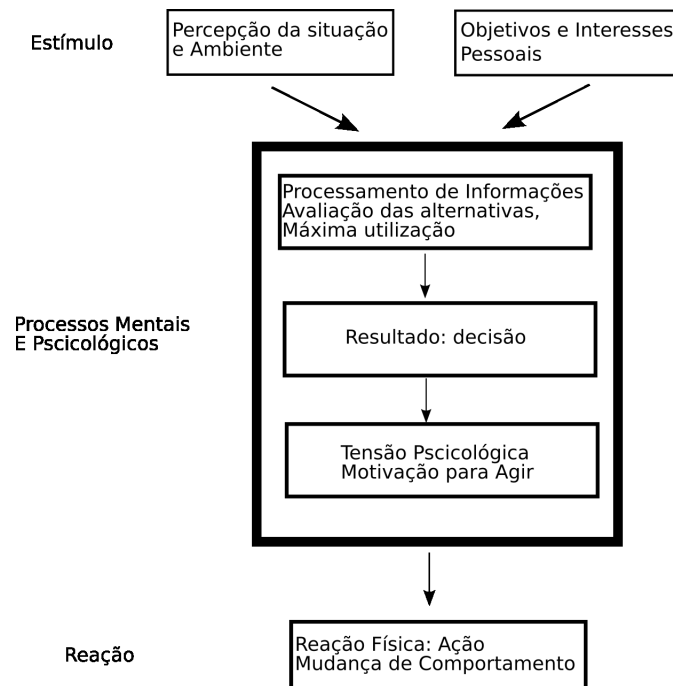 Estímulo
Percepção da situação
e Ambiente
Objetivos e Interesses
Pessoais
Processamento de Informações
Avaliação das alternativas,
Máxima utilização
Processos Mentais
E Pscicológicos
Resultado: decisão
Tensão Pscicológica
Motivação para Agir
Reação
Reação Física: Ação
Mudança de Comportamento